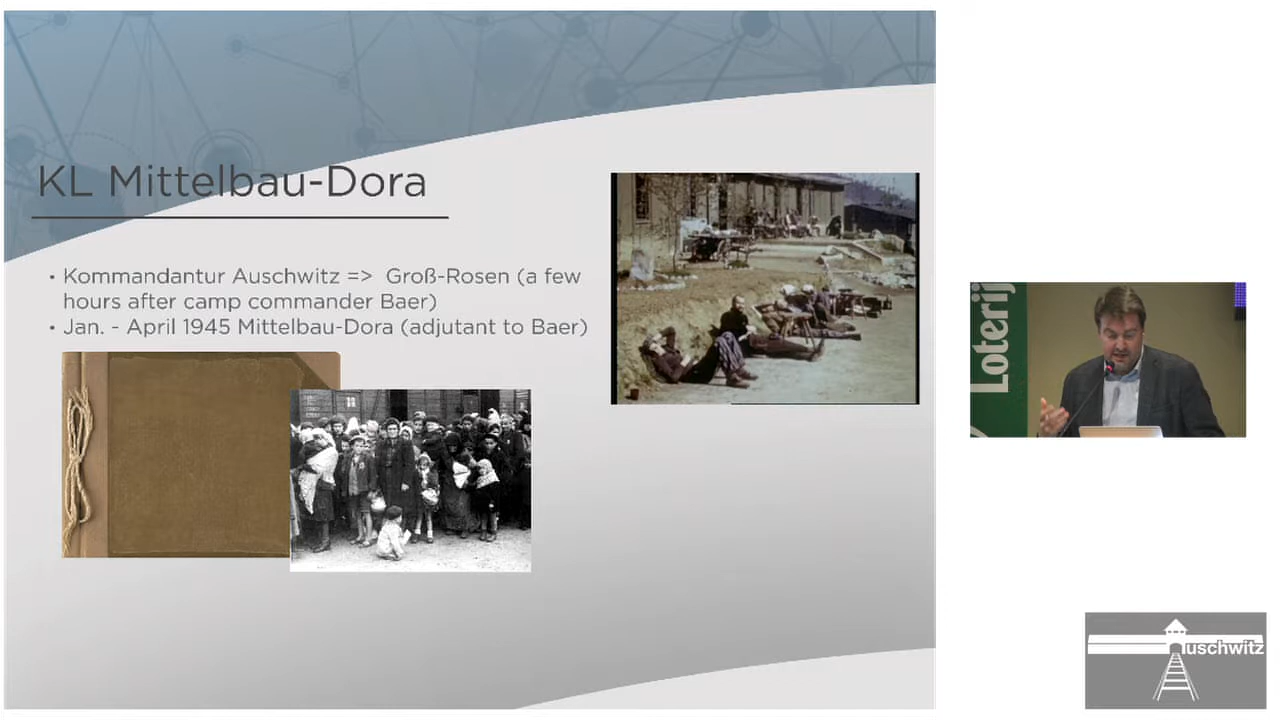 KL Mittelbau-Dora
• Kommandantur Auschwitz => Groß-Rosen (a few
hours after camp commander Baer)
• Jan. - April 1945 Mittelbau-Dora (adjutant to Baer)
Loterij
uschwitz